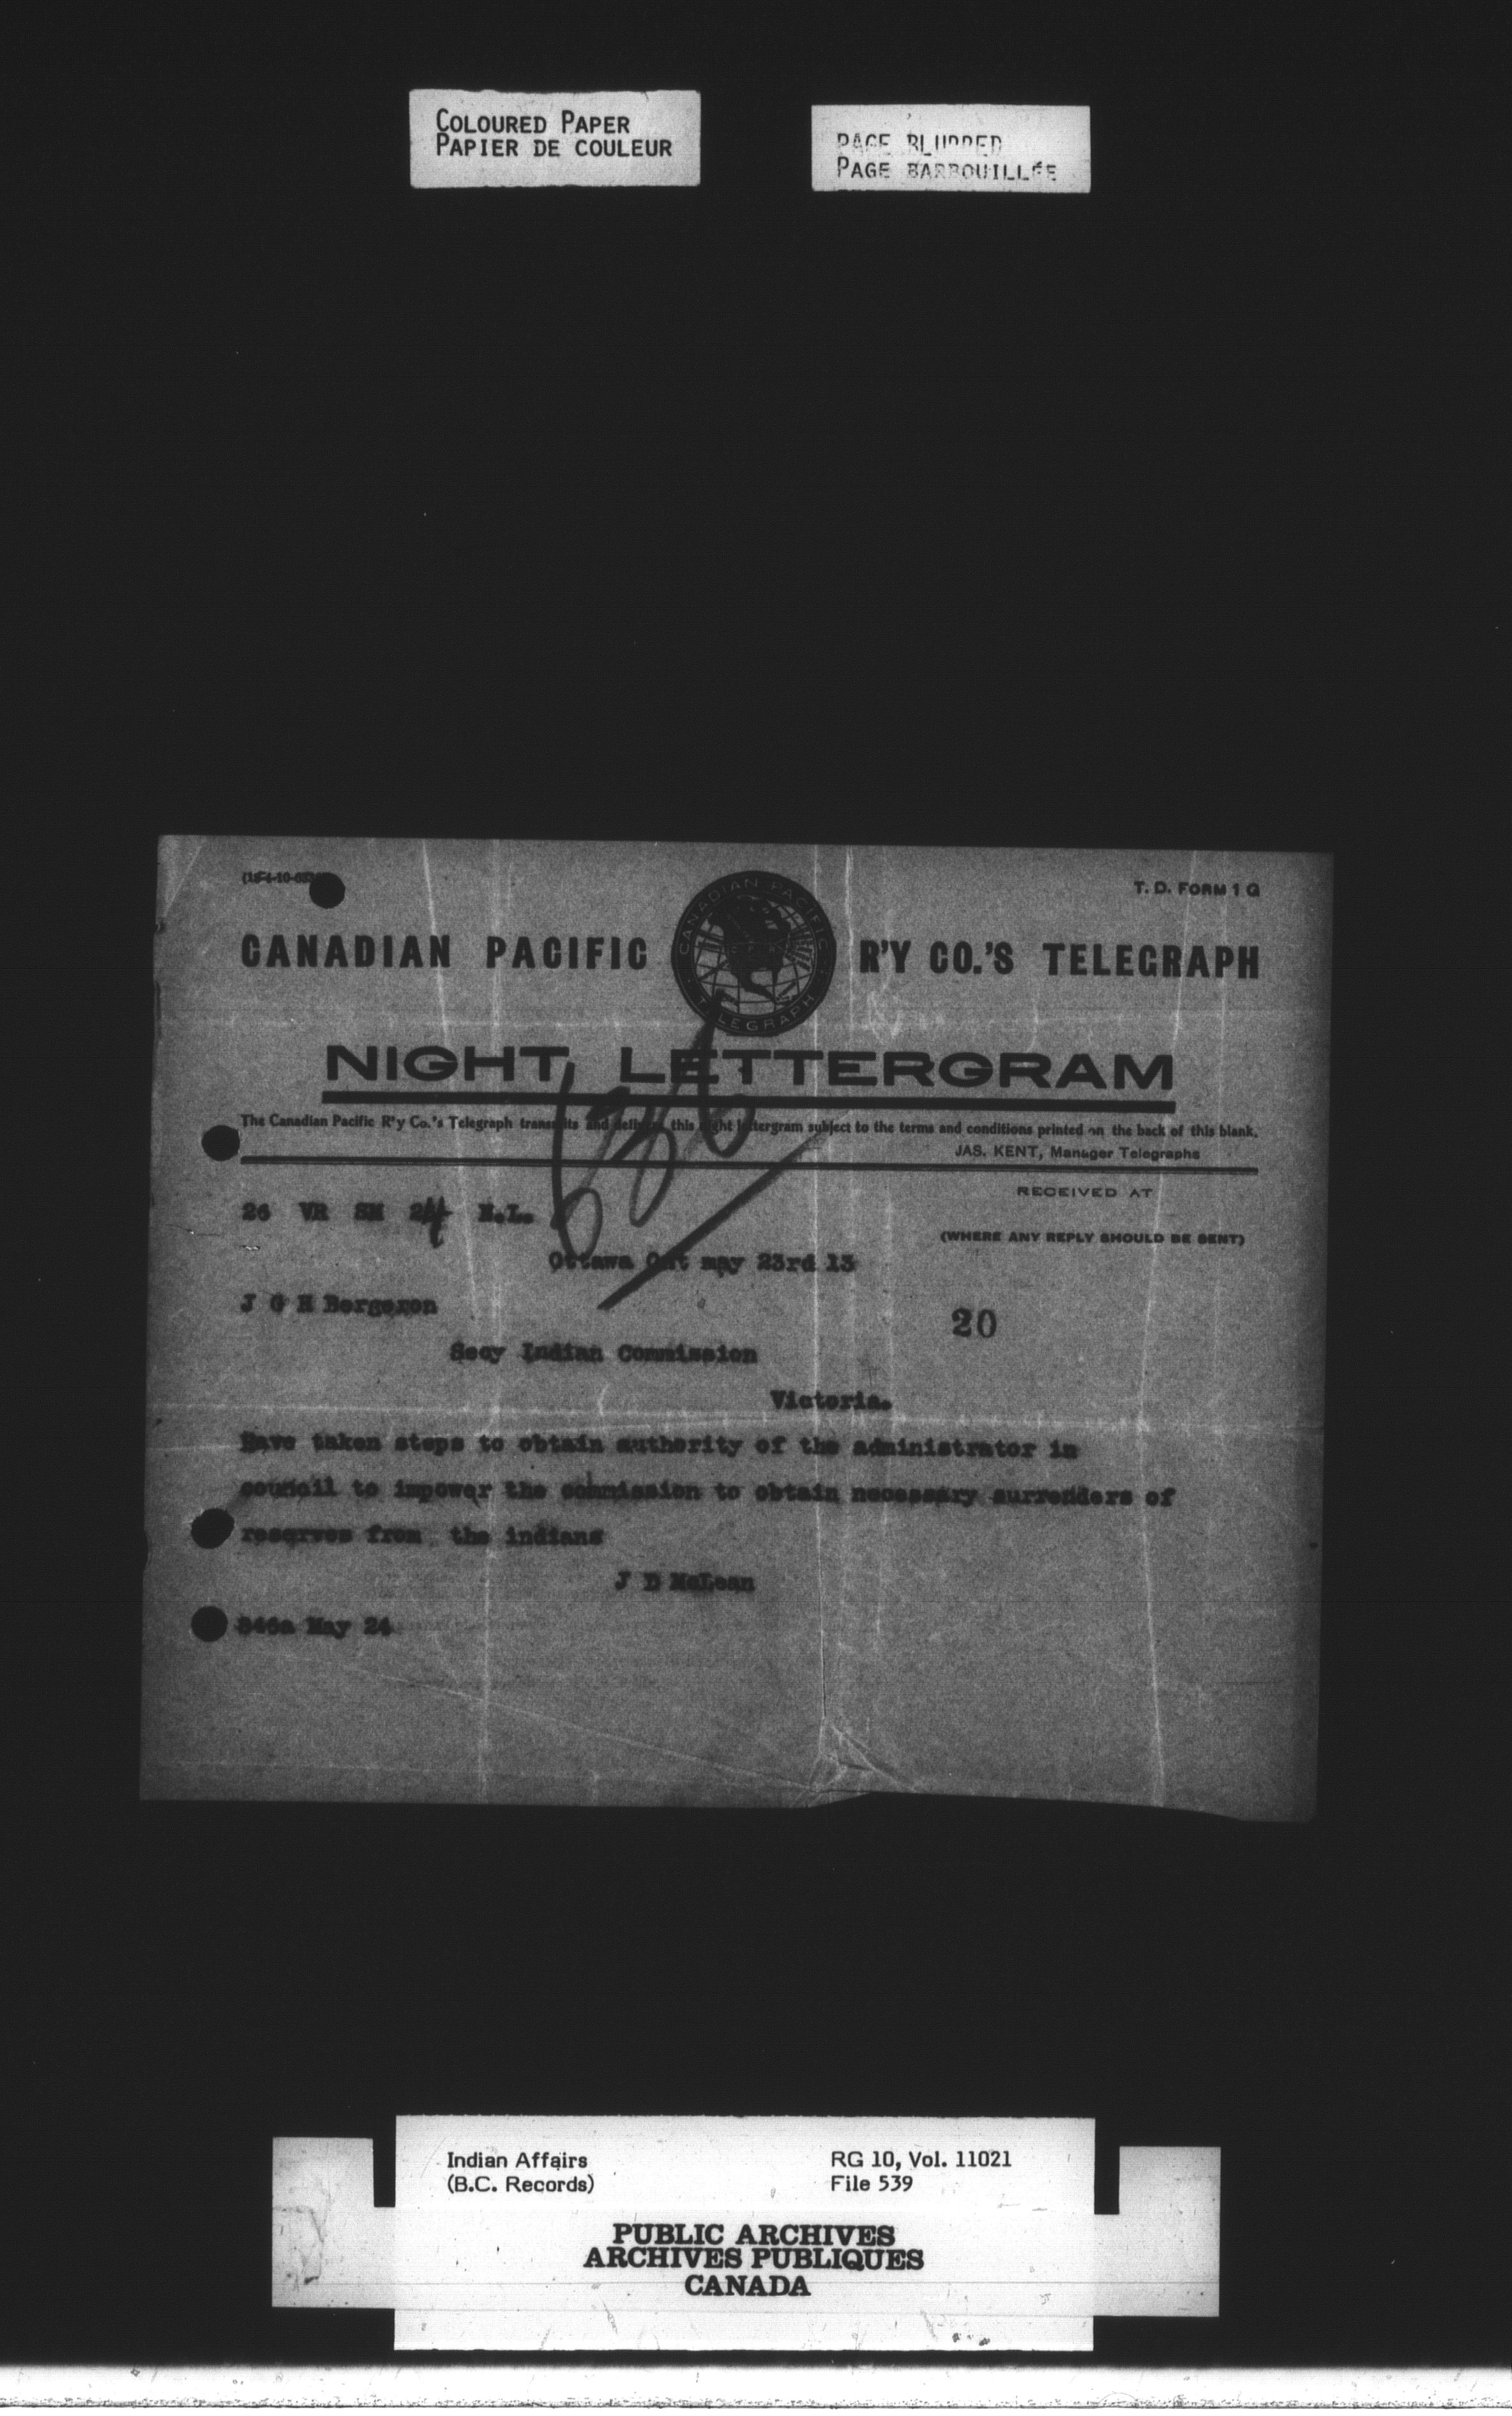 COLOURED PAPER
PAPIER DE COULEUR
PAGE BLURRED
PAGE BARBOUILLÉE
T. D. FORM 1 G
CANADIAN PACIFIC R'Y CO.'S TELEGRAPH
CANADIAN PACIFIC
TELEGRAPH
NIGHT LETTERGRAM
The Canadian Pacific R'y Co.'s Telegraph transmits and delivers this night lettergram subject to the terms and conditions printed on the back of this blank.
JAS. KENT, Manager Telegraphs
RECEIVED AT
26 VR SM 24 N.L.
(WHERE ANY REPLY SHOULD BE SENT)
Ottawa Ont may 23rd 13
J G H Bergeron
20
Secy Indian Commission
Victoria.
Have taken steps to obtain authority of the administrator in
council to impower the commission to obtain necessary surrenders of
reserves from the indians
J D McLean
846a May 24
Indian Affairs
(B.C. Records)
RG 10, Vol. 11021
File 539
PUBLIC ARCHIVES
ARCHIVES PUBLIQUES
CANADA